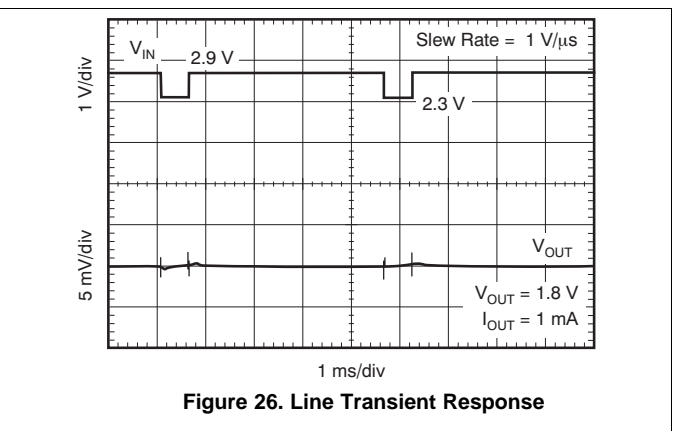 V_IN
2.9 V
Slew Rate = 1 V/μs
1 V/div
2.3 V
5 mV/div
V_OUT
V_OUT = 1.8 V
I_OUT = 1 mA
1 ms/div
Figure 26. Line Transient Response